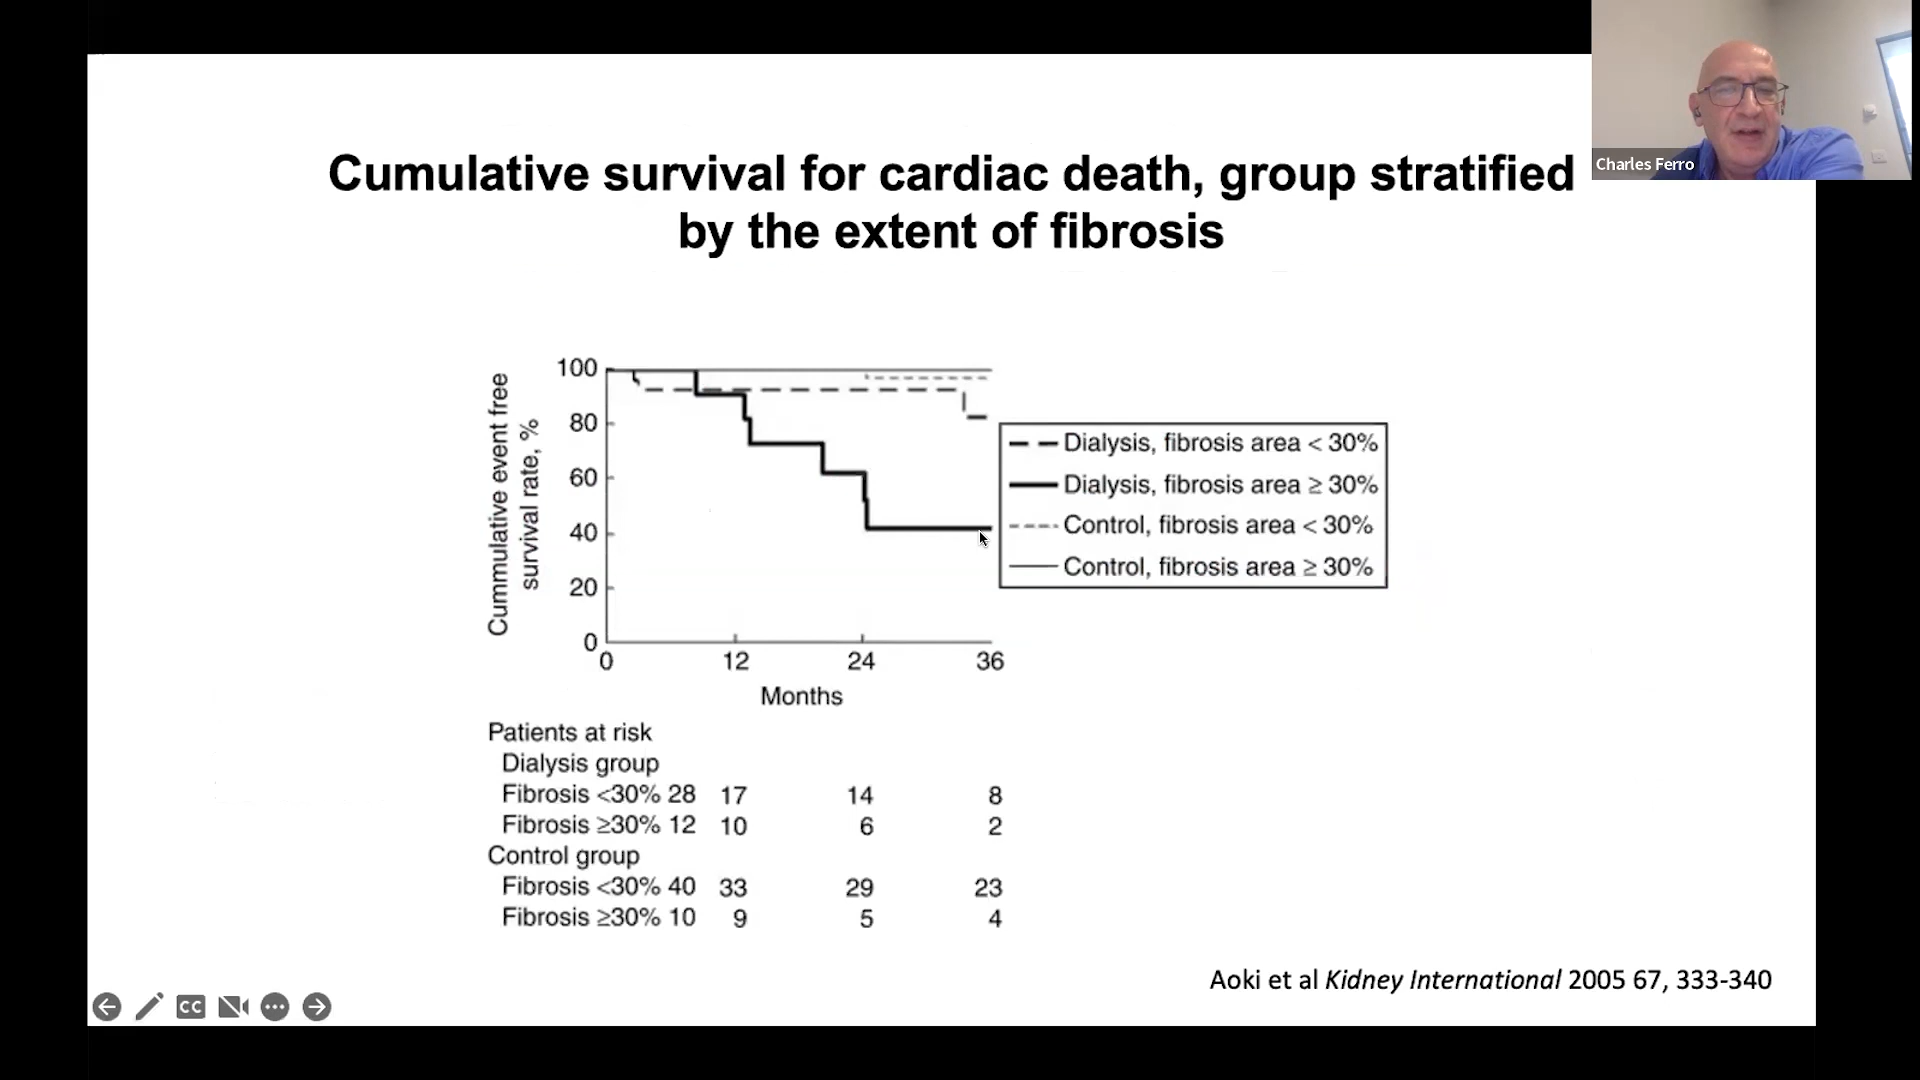 Charles Ferro
Cumulative survival for cardiac death, group stratified
by the extent of fibrosis
Cummulative event free
survival rate, %
100
80
60
40
20
0
0 12 24 36
Months
Dialysis, fibrosis area < 30%
Dialysis, fibrosis area ≥ 30%
Control, fibrosis area < 30%
Control, fibrosis area ≥ 30%
Patients at risk
Dialysis group
Fibrosis <30% 28 17 14 8
Fibrosis ≥30% 12 10 6 2
Control group
Fibrosis <30% 40 33 29 23
Fibrosis ≥30% 10 9 5 4
Aoki et al Kidney International 2005 67, 333-340
CC